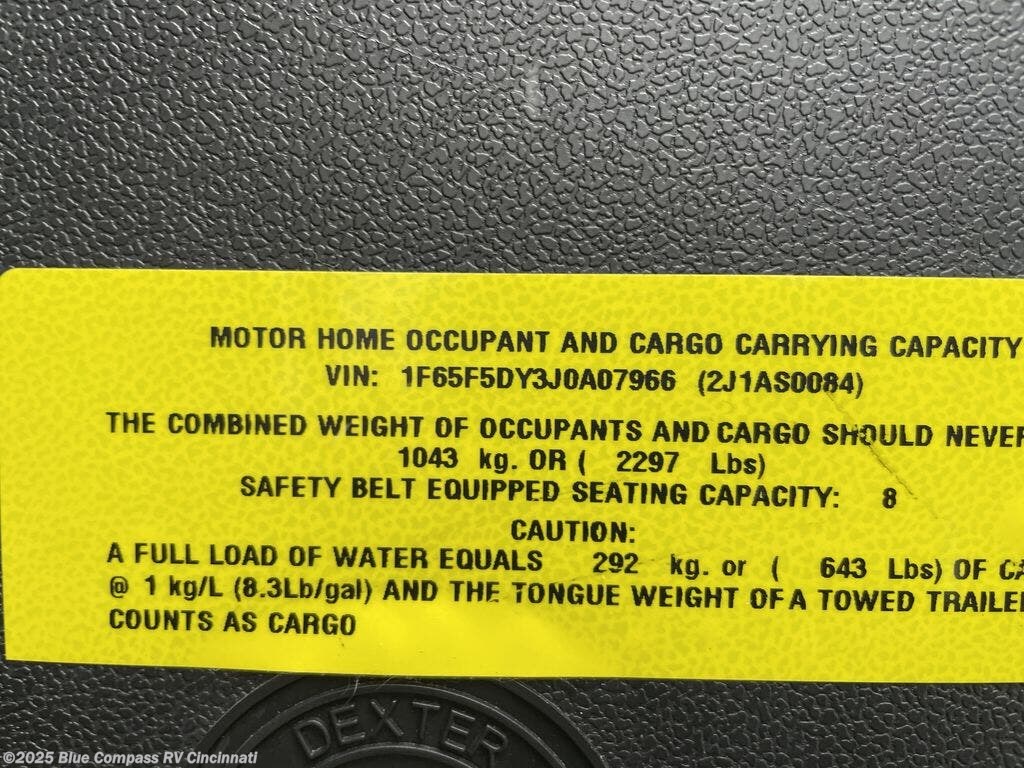 MOTOR HOME OCCUPANT AND CARGO CARRYING CAPACITY
VIN: 1F65F5DY3J0A07966 (2J1AS0084)
THE COMBINED WEIGHT OF OCCUPANTS AND CARGO SHOULD NEVER
1043 kg. OR ( 2297 Lbs)
SAFETY BELT EQUIPPED SEATING CAPACITY: 8
CAUTION:
A FULL LOAD OF WATER EQUALS 292 kg. or ( 643 Lbs) OF CA
@ 1 kg/L (8.3Lb/gal) AND THE TONGUE WEIGHT OF A TOWED TRAILER
COUNTS AS CARGO
DEXTER
©2025 Blue Compass RV Cincinnati